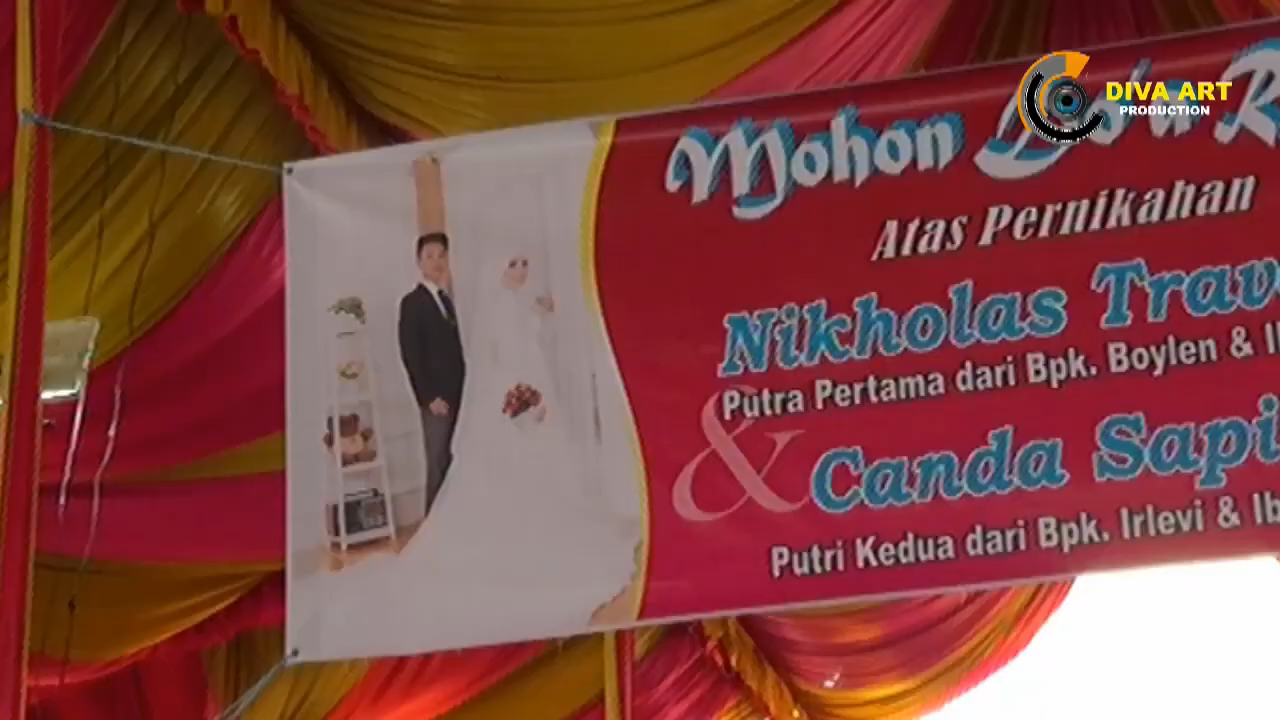 DIVA ART
PRODUCTION
Mohon
Atas Pernikahan
Nikholas
Putra Pertama dari Bpk. Boylen &
& Canda
Putri Kedua dari Bpk. Irlevi &